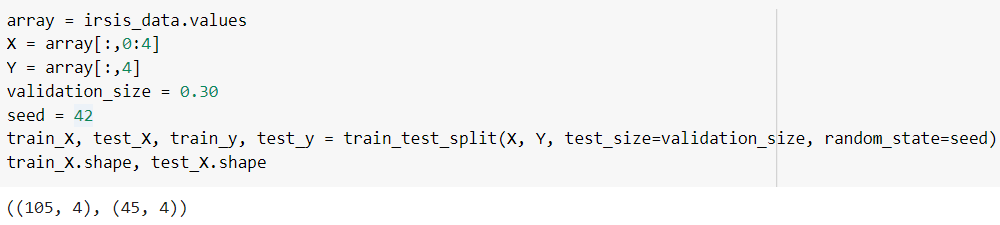 array = irsis_data.values
X = array[:,0:4]
Y = array[:,4]
validation_size = 0.30
seed = 42
train_X, test_X, train_y, test_y = train_test_split(X, Y, test_size=validation_size, random_state=seed)
train_X.shape, test_X.shape
((105, 4), (45, 4))